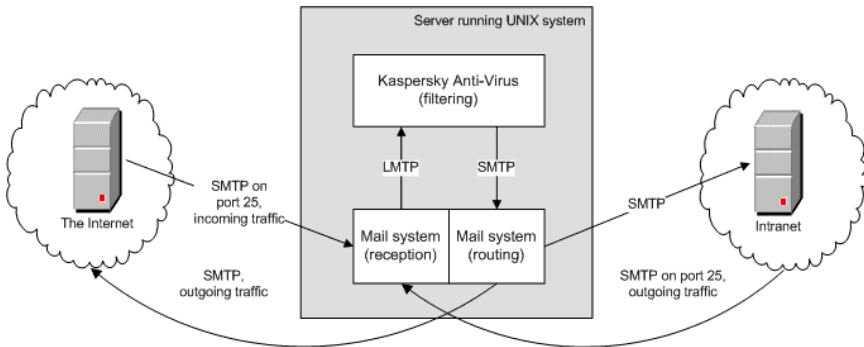 Server running UNIX system
Kaspersky Anti-Virus
(filtering)
LMTP
SMTP
The Internet
SMTP on
port 25,
incoming traffic
Mail system
(reception)
Mail system
(routing)
SMTP
Intranet
SMTP,
outgoing traffic
SMTP on port 25,
outgoing traffic